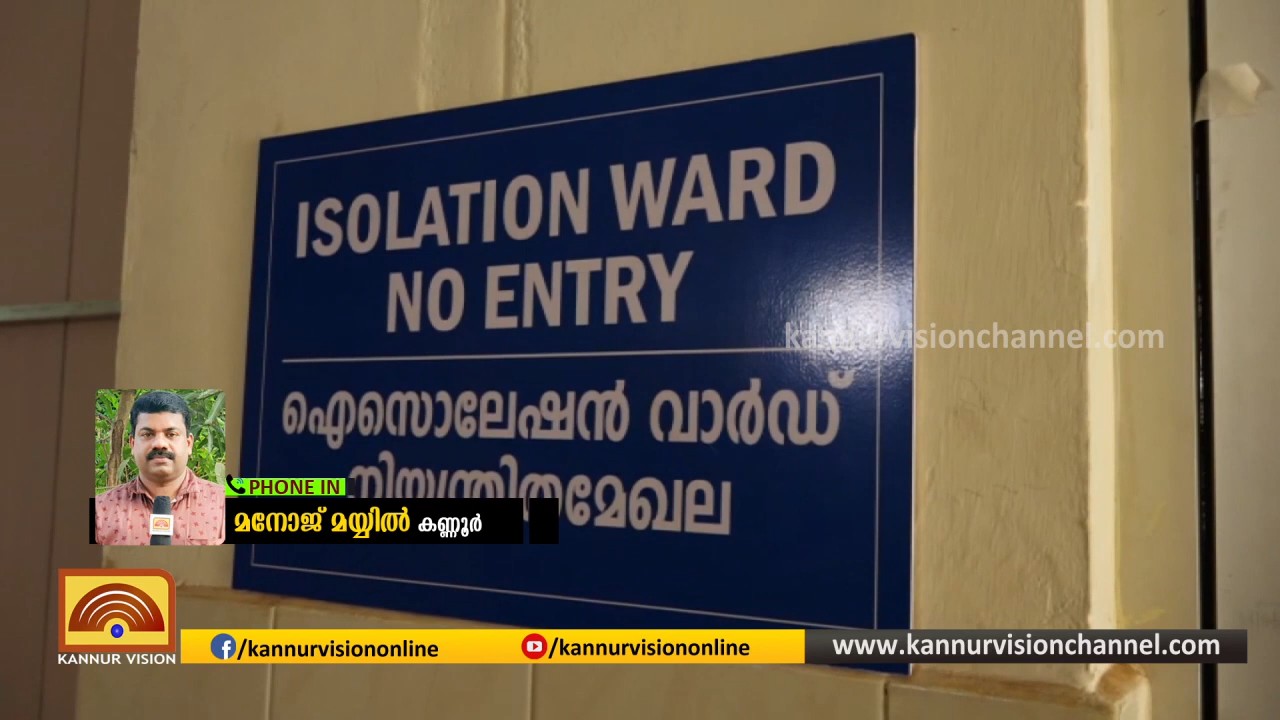 ISOLATION WARD
NO ENTRY
kannurvisionchannel.com
ഐസൊലേഷൻ വാർഡ്
നിയന്ത്രിതമേഖല
PHONE IN
മനോജ് മയ്യിൽ കണ്ണൂർ
KANNUR VISION
/kannurvisiononline
/kannurvisiononline
www.kannurvisionchannel.com